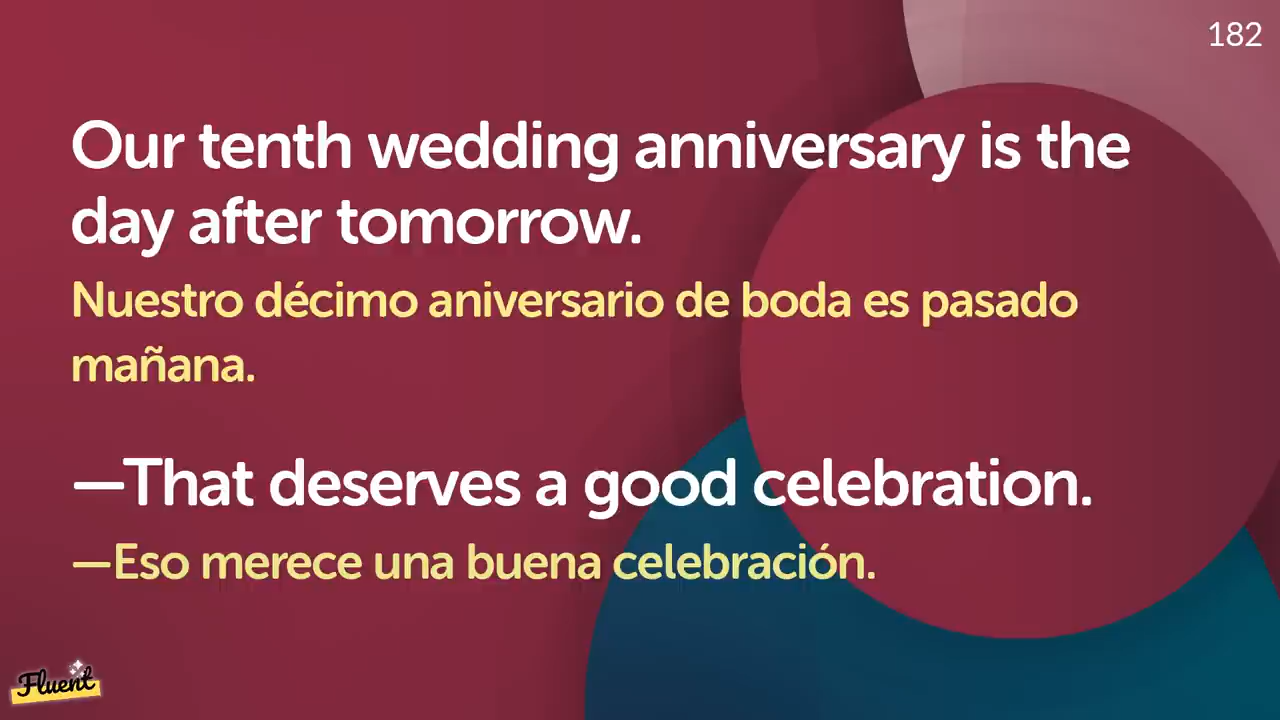 182
Our tenth wedding anniversary is the
day after tomorrow.
Nuestro décimo aniversario de boda es pasado
mañana.
—That deserves a good celebration.
—Eso merece una buena celebración.
Fluent